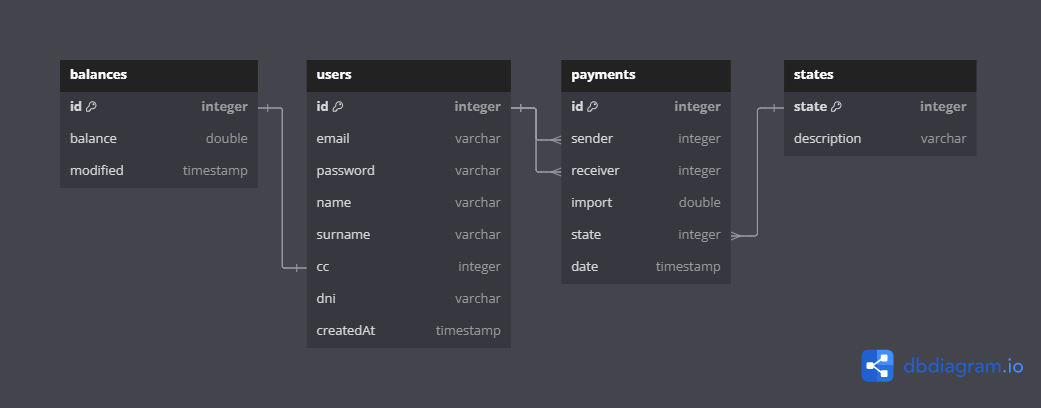 balances
id integer
balance double
modified timestamp
users
id integer
email varchar
password varchar
name varchar
surname varchar
cc integer
dni varchar
createdAt timestamp
payments
id integer
sender integer
receiver integer
import double
state integer
date timestamp
states
state integer
description varchar
dbdiagram.io